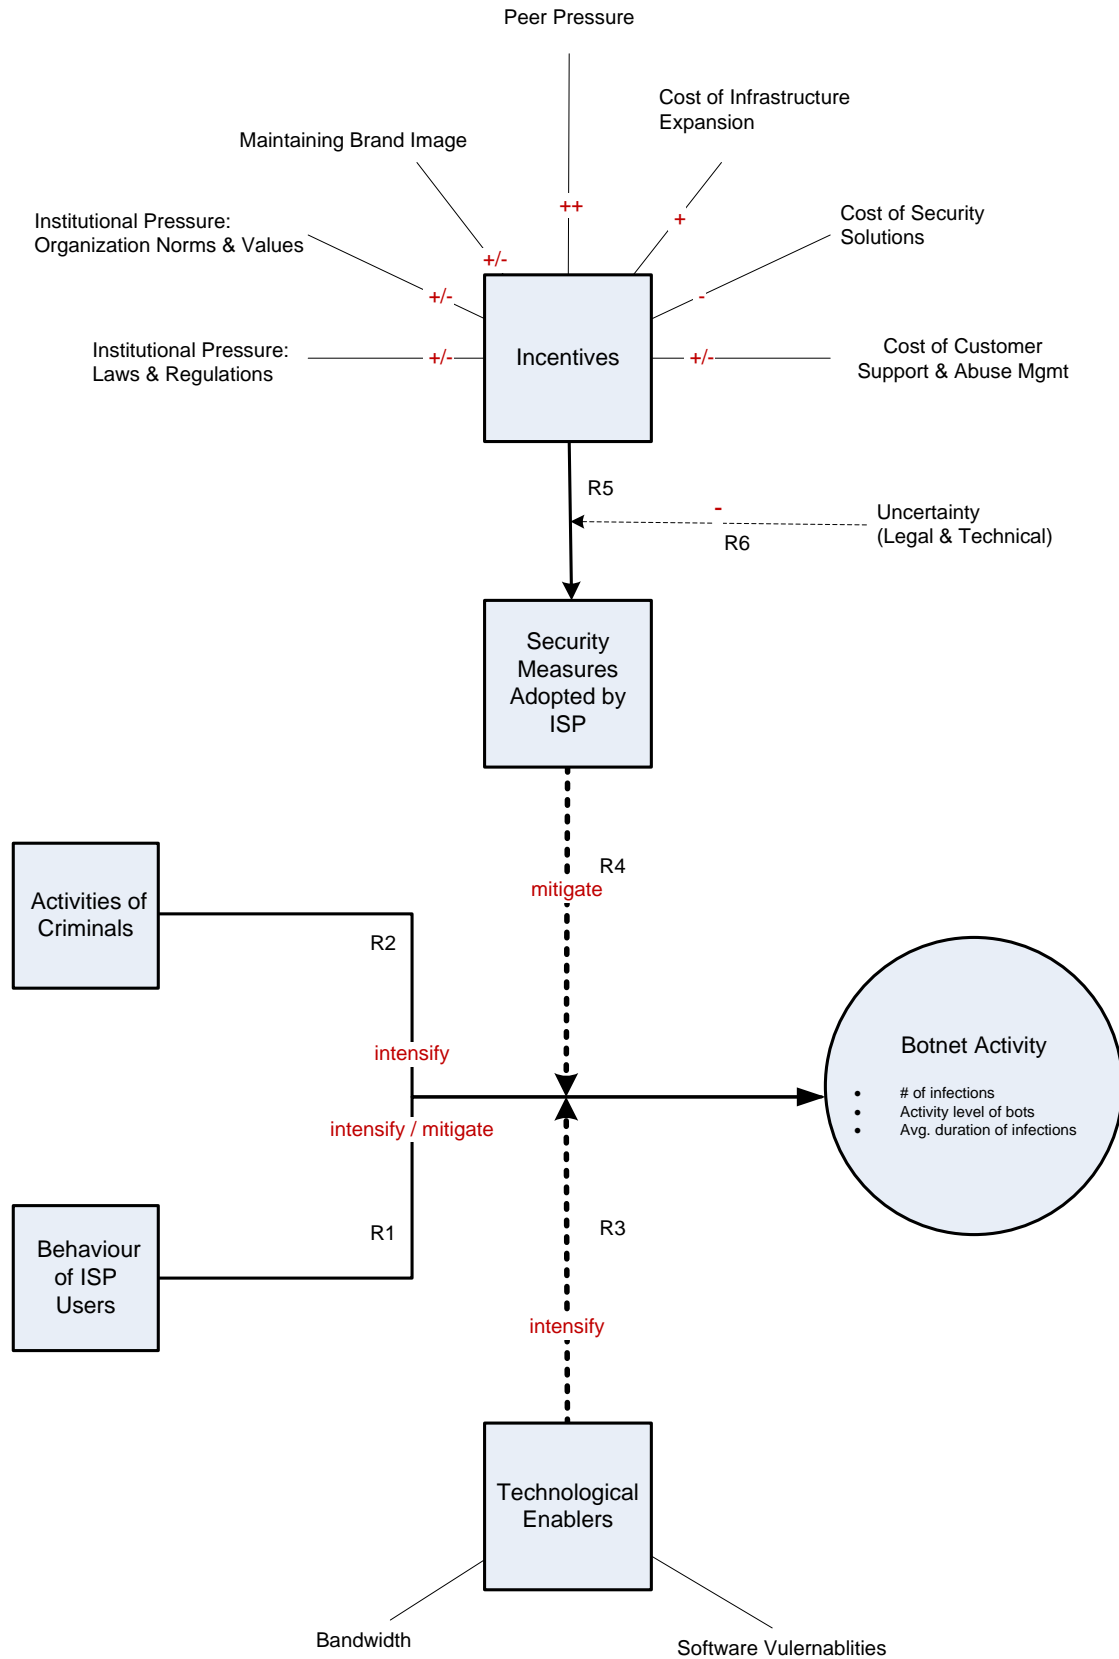 Peer Pressure
Cost of Infrastructure
Expansion
Maintaining Brand Image
++
+
Institutional Pressure:
Organization Norms & Values
Cost of Security
Solutions
+/-
+/-
-
Institutional Pressure:
Laws & Regulations
+/-
Incentives
+/-
Cost of Customer
Support & Abuse Mgmt
R5
-
R6
Uncertainty
(Legal & Technical)
Security
Measures
Adopted by
ISP
R4
mitigate
Activities of
Criminals
R2
intensify
intensify / mitigate
Botnet Activity
• # of infections
• Activity level of bots
• Avg. duration of infections
R1
R3
Behaviour
of ISP
Users
intensify
Technological
Enablers
Bandwidth
Software Vulernablities